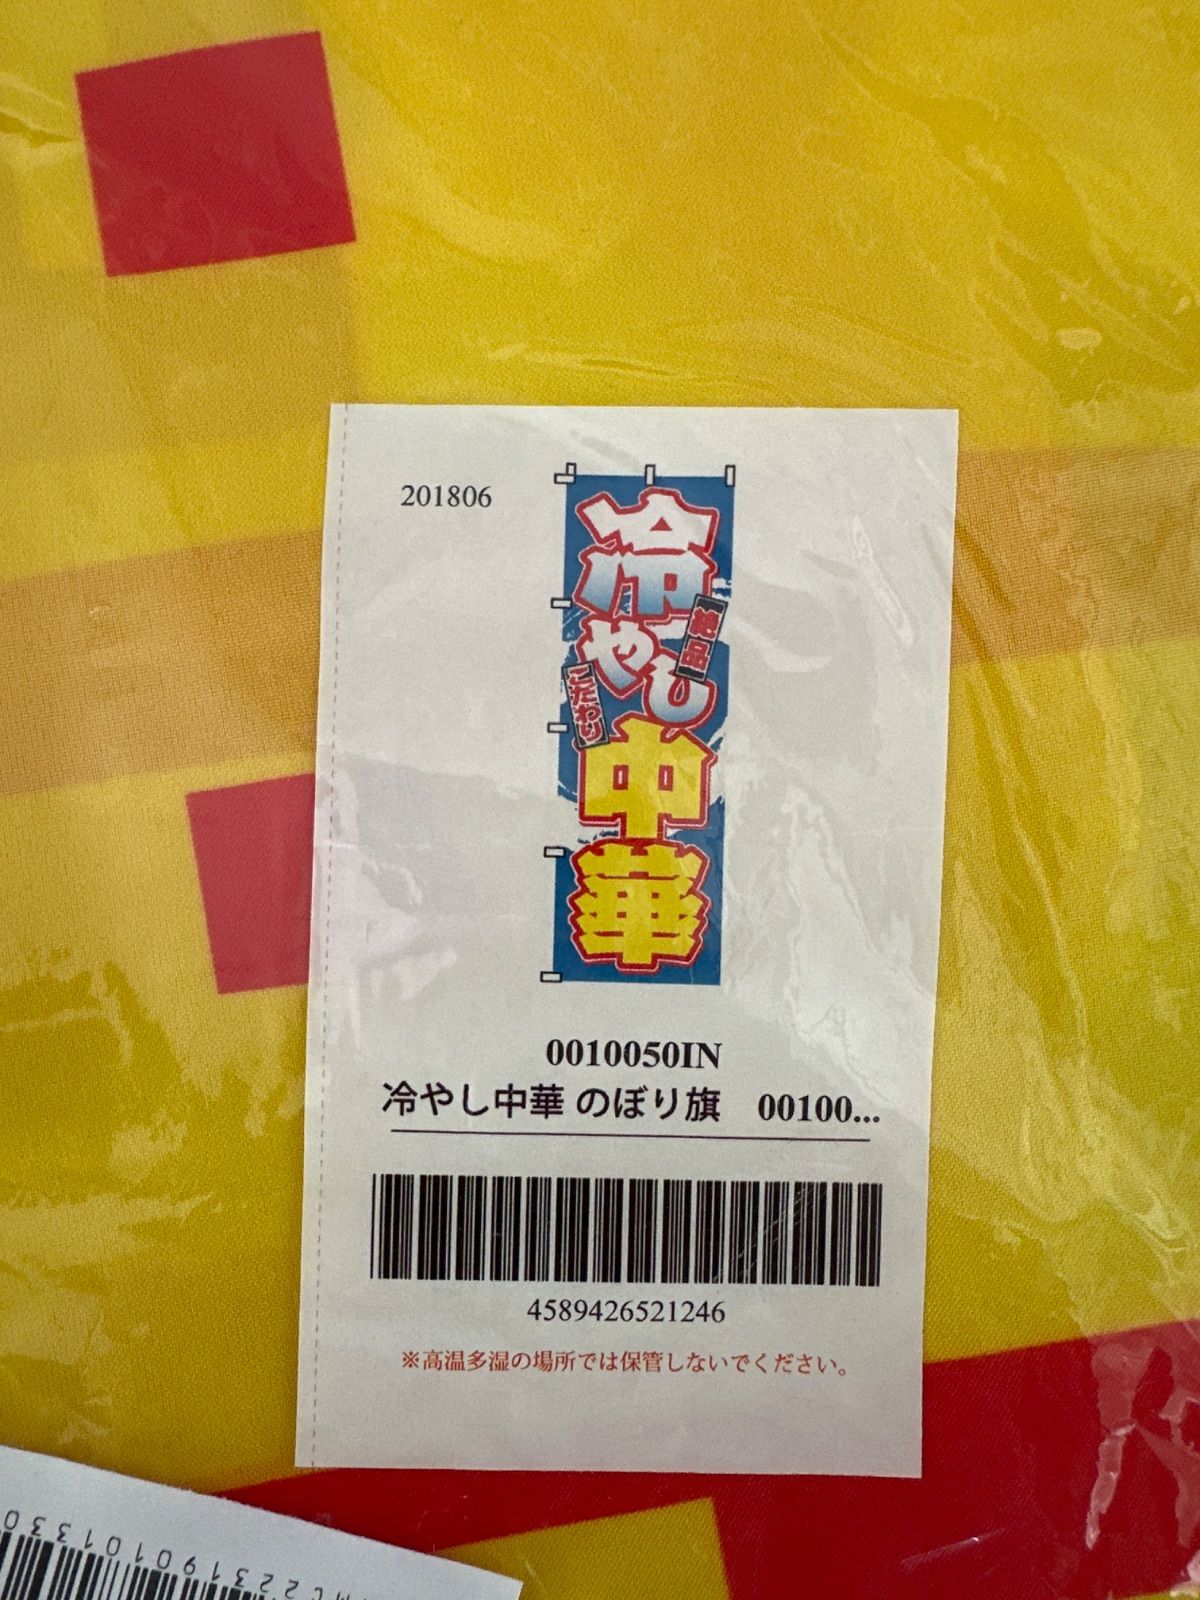 201806
冷やし
絶品
こだわり
中華
0010050IN
冷やし中華 のぼり旗 00100...
4589426521246
※高温多湿の場所では保管しないでください。